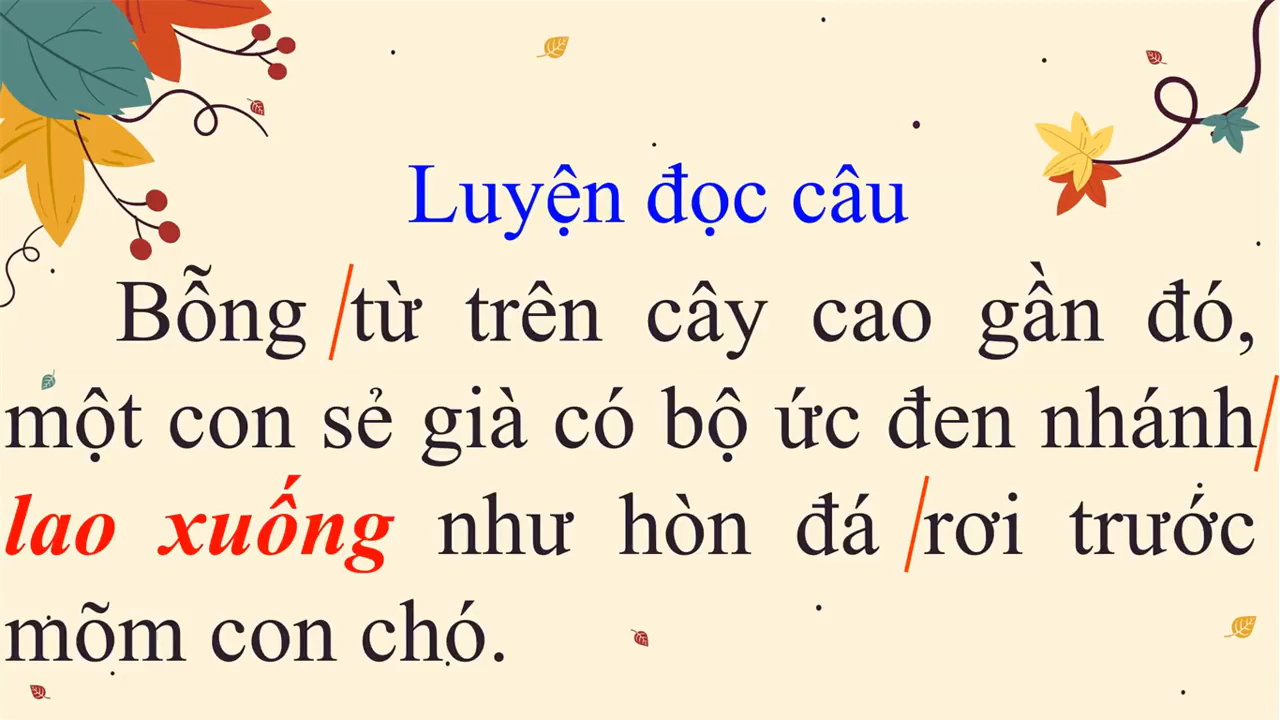 Luyện đọc câu
Bỗng /từ trên cây cao gần đó,
một con sẻ già có bộ ức đen nhánh/
lao xuống như hòn đá /rơi trước
mõm con chó.